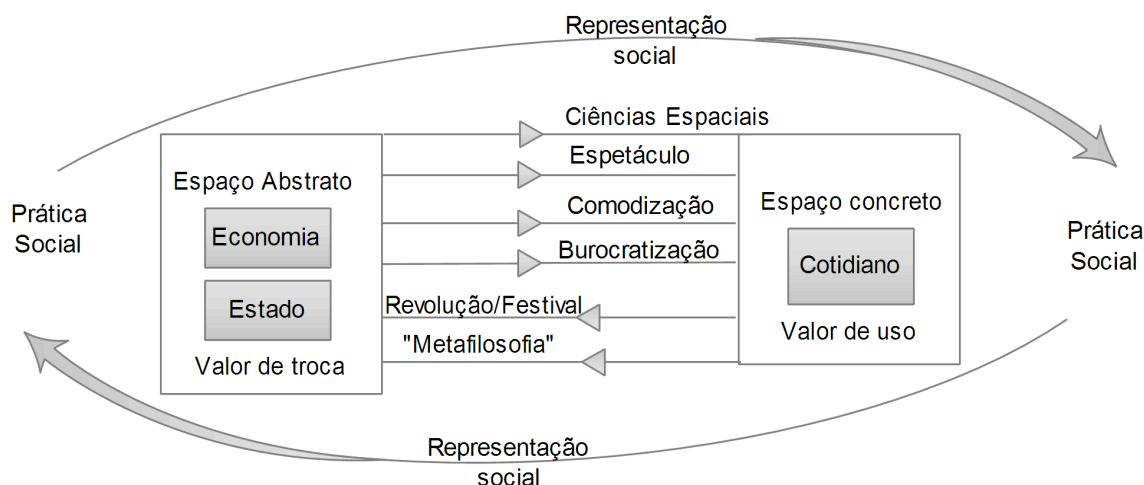 Representação
social
Ciências Espaciais
Espetáculo
Comodização
Burocratização
Revolução/Festival
"Metafilosofia"
Prática
Social
Espaço Abstrato
Economia
Estado
Valor de troca
Espaço concreto
Cotidiano
Valor de uso
Prática
Social
Representação
social